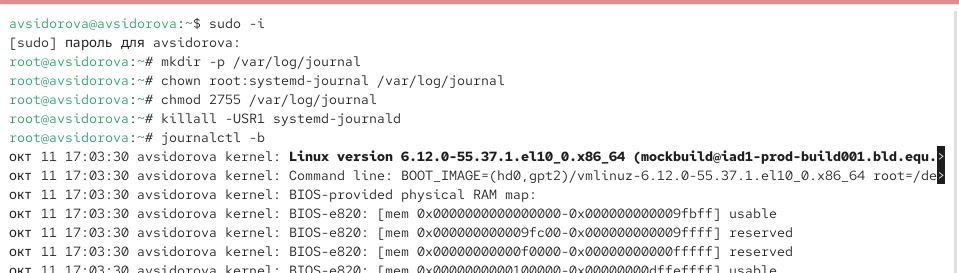 avsidorova@avsidorova:~$ sudo -i
[sudo] пароль для avsidorova:
root@avsidorova:~# mkdir -p /var/log/journal
root@avsidorova:~# chown root:systemd-journal /var/log/journal
root@avsidorova:~# chmod 2755 /var/log/journal
root@avsidorova:~# killall -USR1 systemd-journald
root@avsidorova:~# journalctl -b
окт 11 17:03:30 avsidorova kernel: Linux version 6.12.0-55.37.1.el10_0.x86_64 (mockbuild@iad1-prod-build001.bld.equ.>
окт 11 17:03:30 avsidorova kernel: Command line: BOOT_IMAGE=(hd0,gpt2)/vmlinuz-6.12.0-55.37.1.el10_0.x86_64 root=/de>
окт 11 17:03:30 avsidorova kernel: BIOS-provided physical RAM map:
окт 11 17:03:30 avsidorova kernel: BIOS-e820: [mem 0x0000000000000000-0x000000000009fbff] usable
окт 11 17:03:30 avsidorova kernel: BIOS-e820: [mem 0x000000000009fc00-0x000000000009ffff] reserved
окт 11 17:03:30 avsidorova kernel: BIOS-e820: [mem 0x00000000000f0000-0x00000000000fffff] reserved
окт 11 17:03:30 avsidorova kernel: BIOS-e820: [mem 0x0000000000100000-0x00000000dffeffff] usable